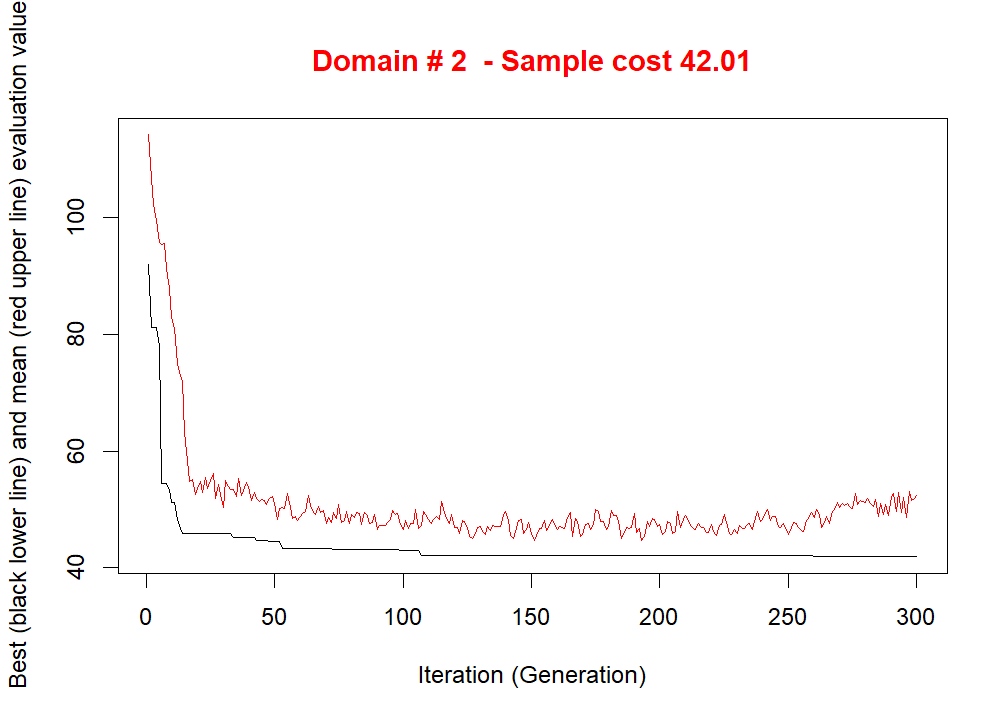 Domain # 2  - Sample cost 42.01
Best (black lower line) and mean (red upper line) evaluation value
100
80
60
40
0 50 100 150 200 250 300
Iteration (Generation)